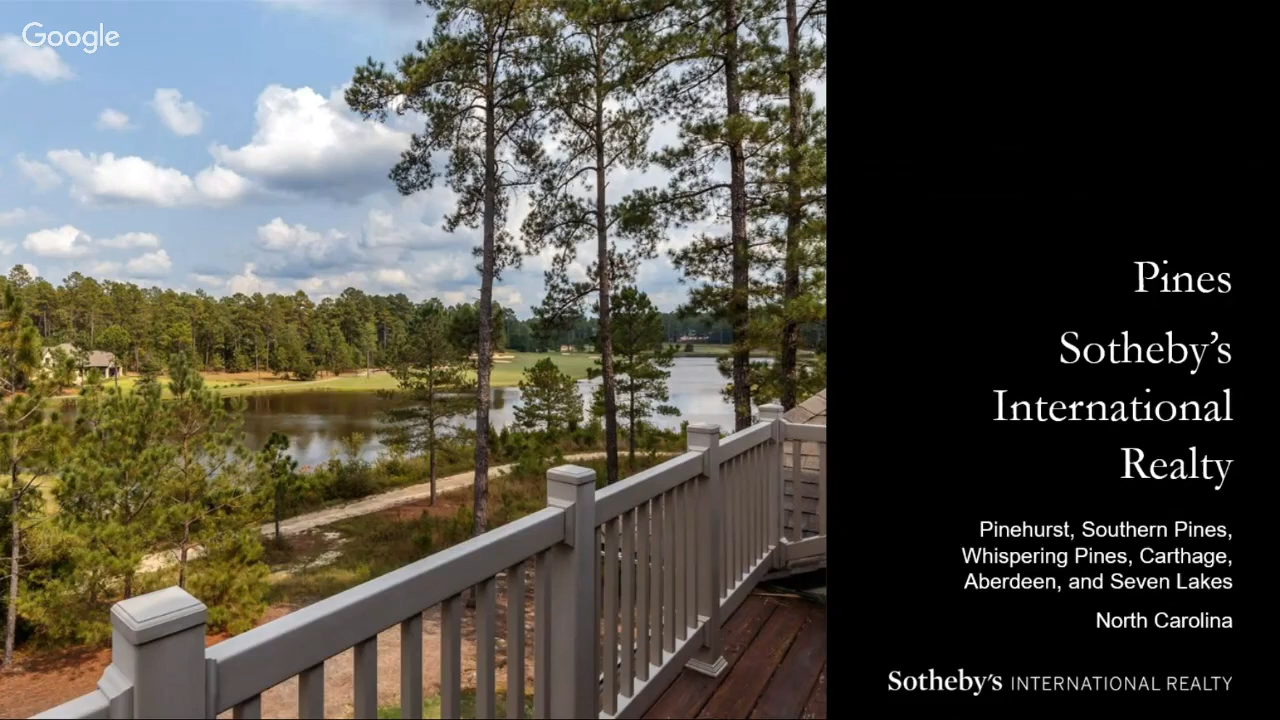 Google
Pines
Sotheby's
International
Realty
Pinehurst, Southern Pines,
Whispering Pines, Carthage,
Aberdeen, and Seven Lakes
North Carolina
Sotheby's INTERNATIONAL REALTY